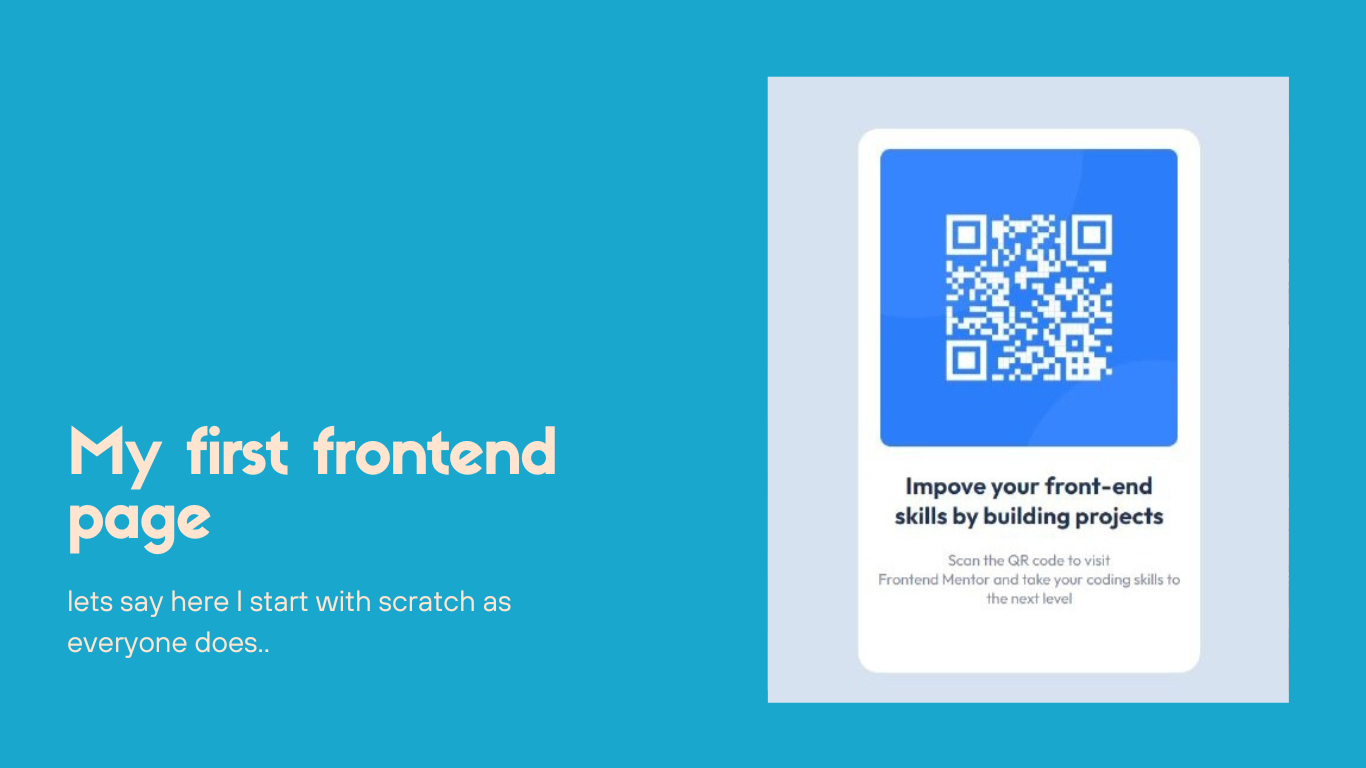 My first frontend
page
lets say here I start with scratch as
everyone does..
Impove your front-end
skills by building projects
Scan the QR code to visit
Frontend Mentor and take your coding skills to
the next level